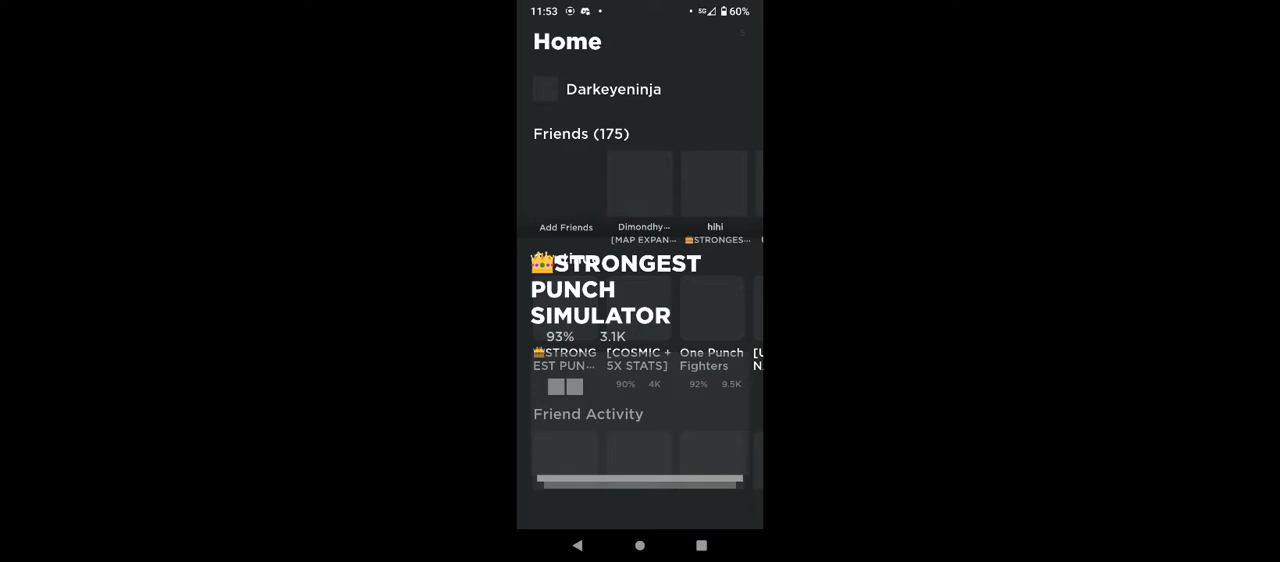 11:53
5G 60%
Home
Darkeyeninja
Friends (175)
Add Friends
Dimondhy...
hihi
[MAP EXPAN...
👑STRONGES...
👑STRONGEST
PUNCH
SIMULATOR
93% 3.1K
👑STRONG
EST PUN...
[COSMIC +
5X STATS]
One Punch
Fighters
90% 4K
92% 9.5K
Friend Activity